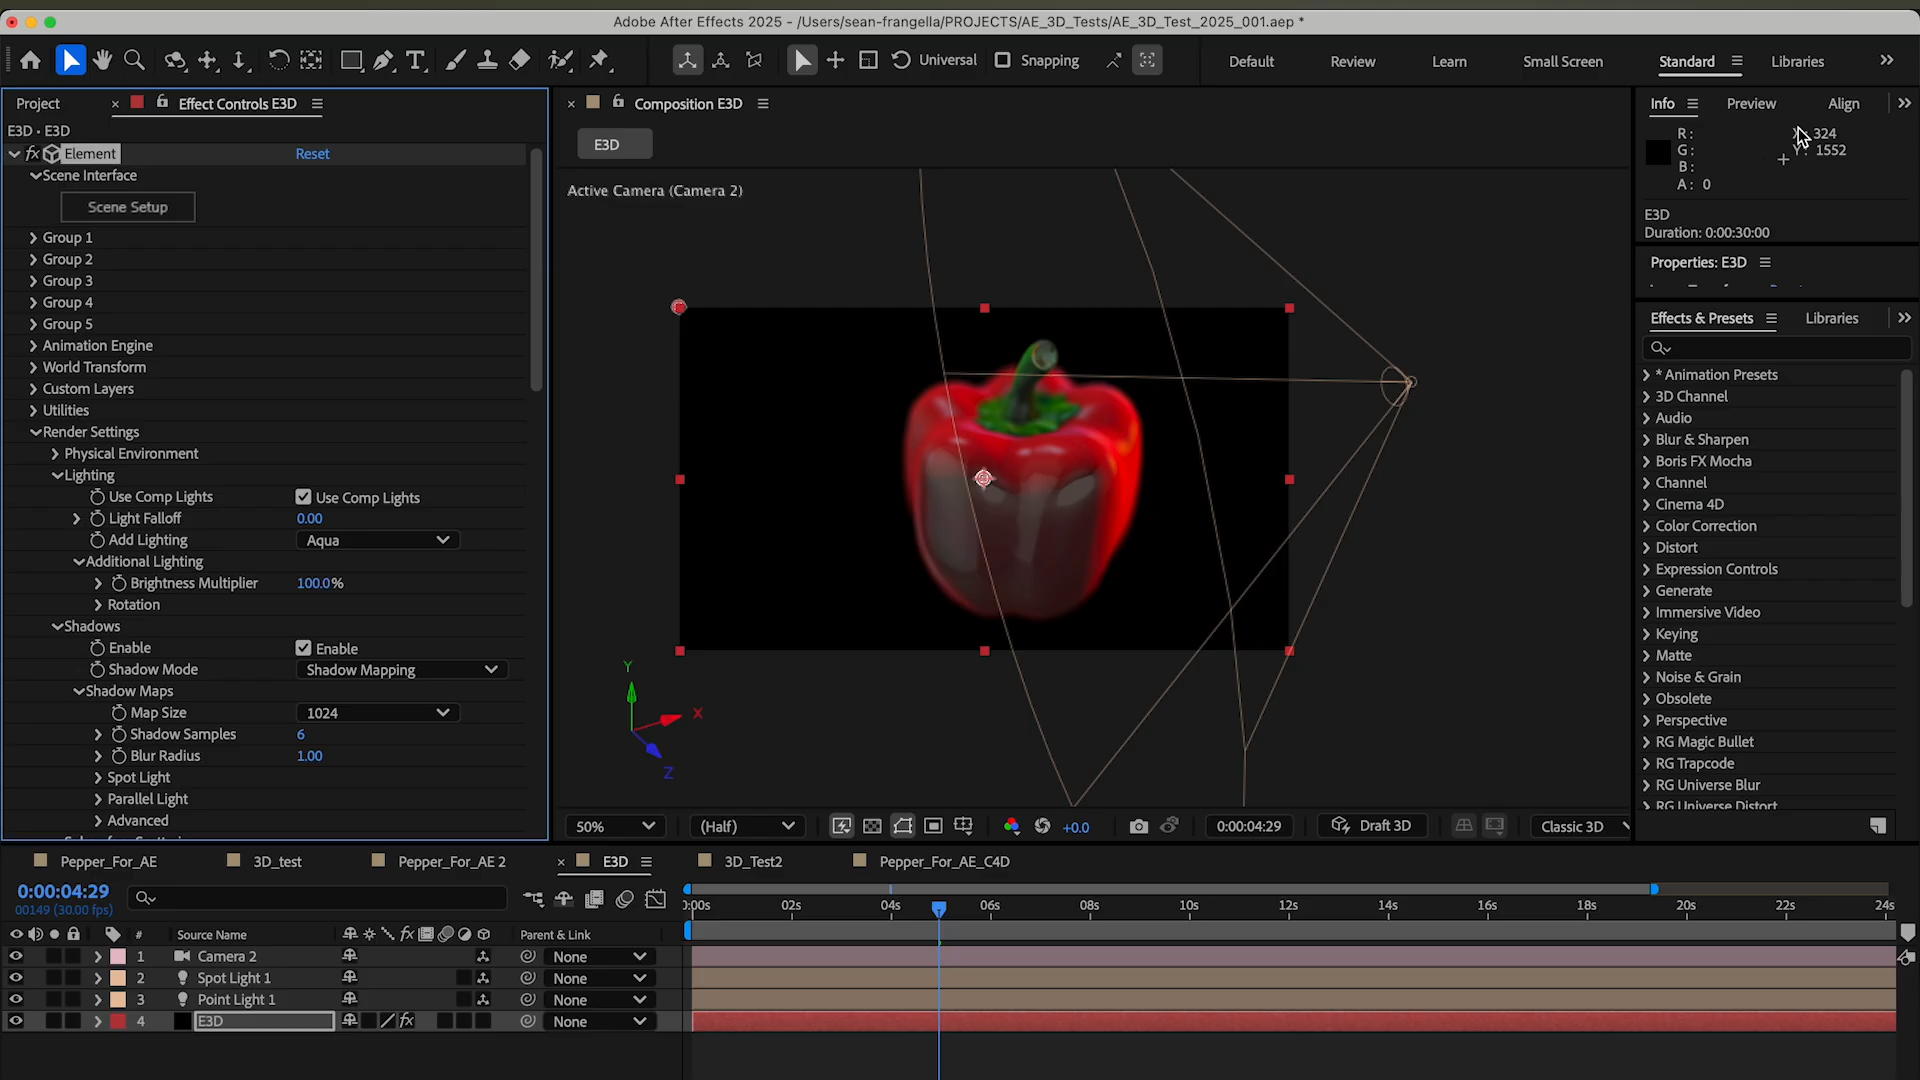 Adobe After Effects 2025 - /Users/sean-frangella/PROJECTS/AE_3D_Tests/AE_3D_Test_2025_001.aep *
Universal
Snapping
Default
Review
Learn
Small Screen
Standard
Libraries
Project
Effect Controls E3D
E3D • E3D
fx Element
Reset
Scene Interface
Scene Setup
Group 1
Group 2
Group 3
Group 4
Group 5
Animation Engine
World Transform
Custom Layers
Utilities
Render Settings
Physical Environment
Lighting
Use Comp Lights
Use Comp Lights
Light Falloff
0.00
Add Lighting
Aqua
Additional Lighting
Brightness Multiplier
100.0%
Rotation
Shadows
Enable
Enable
Shadow Mode
Shadow Mapping
Shadow Maps
Map Size
1024
Shadow Samples
6
Blur Radius
1.00
Spot Light
Parallel Light
Advanced
Composition E3D
E3D
Active Camera (Camera 2)
Y
X
Z
50%
(Half)
+0.0
0:00:04:29
Draft 3D
Classic 3D
Info
Preview
Align
R:
G:
B:
A: 0
X: 324
Y: 1552
E3D
Duration: 0:00:30:00
Properties: E3D
Effects & Presets
Libraries
* Animation Presets
3D Channel
Audio
Blur & Sharpen
Boris FX Mocha
Channel
Cinema 4D
Color Correction
Distort
Expression Controls
Generate
Immersive Video
Keying
Matte
Noise & Grain
Obsolete
Perspective
RG Magic Bullet
RG Trapcode
RG Universe Blur
RG Universe Distort
Pepper_For_AE
3D_test
Pepper_For_AE 2
E3D
3D_Test2
Pepper_For_AE_C4D
0:00:04:29
00149 (30.00 fps)
:00s
02s
04s
06s
08s
10s
12s
14s
16s
18s
20s
22s
24s
#
Source Name
fx
Parent & Link
1
Camera 2
None
2
Spot Light 1
None
3
Point Light 1
None
4
E3D
fx
None